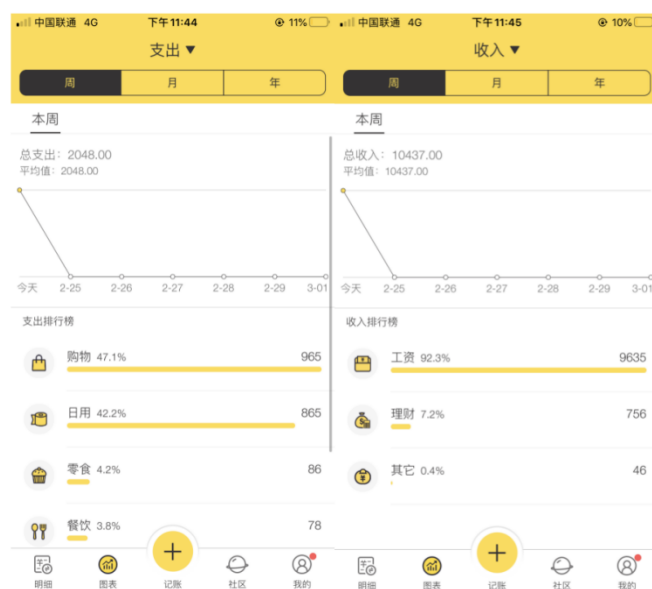 中国联通 4G 下午11:44 11%
支出▼
周 月 年
本周
总支出: 2048.00
平均值: 2048.00
今天 2-25 2-26 2-27 2-28 2-29 3-01
支出排行榜
购物 47.1% 965
日用 42.2% 865
零食 4.2% 86
餐饮 3.8% 78
明细 图表 记账 社区 我的
中国联通 4G 下午11:45 10%
收入▼
周 月 年
本周
总收入: 10437.00
平均值: 10437.00
今天 2-25 2-26 2-27 2-28 2-29 3-01
收入排行榜
工资 92.3% 9635
理财 7.2% 756
其它 0.4% 46
明细 图表 记账 社区 我的